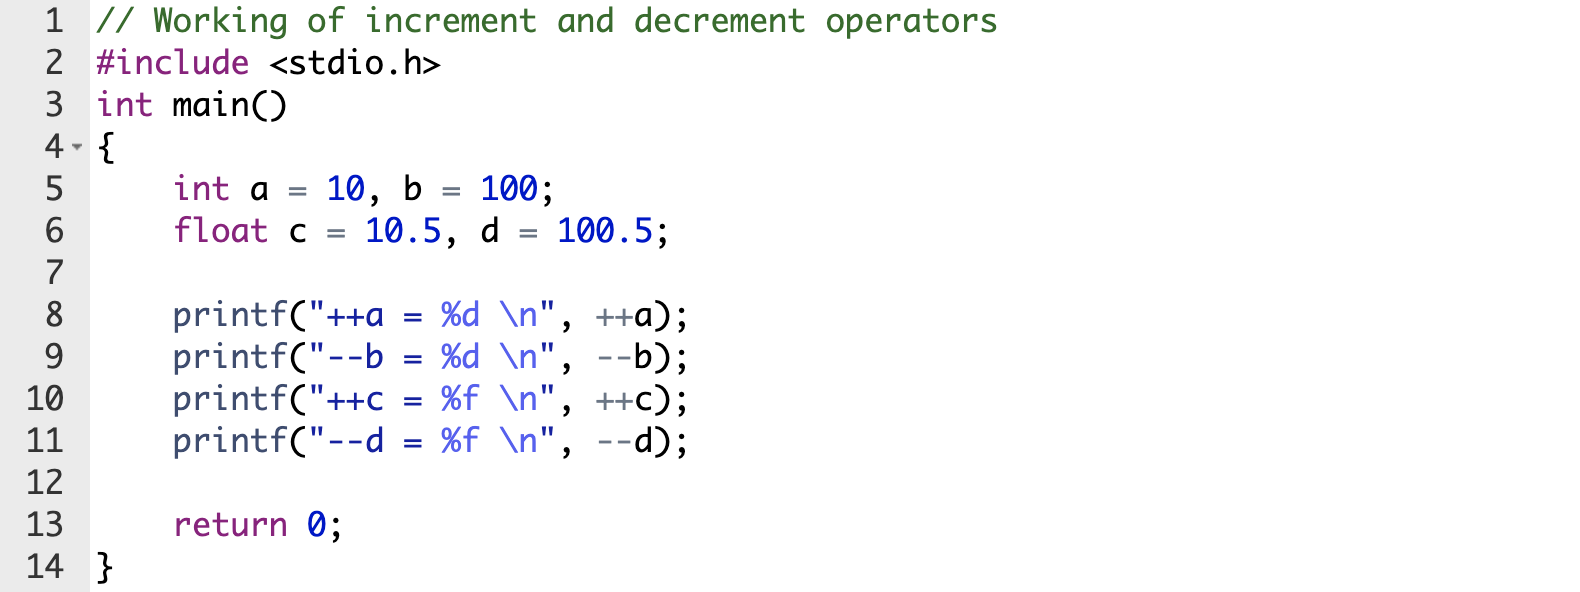 1 // Working of increment and decrement operators
2 #include <stdio.h>
3 int main()
4 {
5     int a = 10, b = 100;
6     float c = 10.5, d = 100.5;
7
8     printf("++a = %d \n", ++a);
9     printf("--b = %d \n", --b);
10     printf("++c = %f \n", ++c);
11     printf("--d = %f \n", --d);
12
13     return 0;
14 }